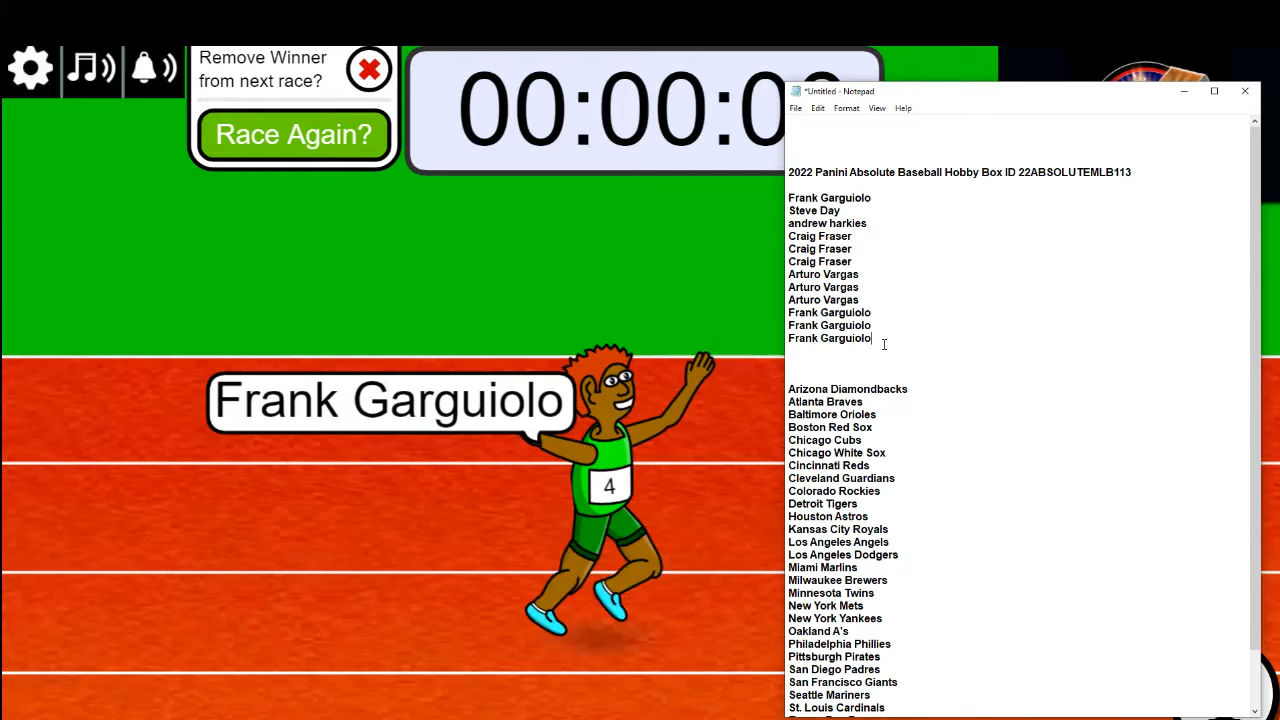 Remove Winner
from next race?
Race Again?
00:00:0
Frank Garguiolo
4
*Untitled - Notepad
File Edit Format View Help
2022 Panini Absolute Baseball Hobby Box ID 22ABSOLUTEMLB113
Frank Garguiolo
Steve Day
andrew harkies
Craig Fraser
Craig Fraser
Craig Fraser
Arturo Vargas
Arturo Vargas
Arturo Vargas
Frank Garguiolo
Frank Garguiolo
Frank Garguiolo
Arizona Diamondbacks
Atlanta Braves
Baltimore Orioles
Boston Red Sox
Chicago Cubs
Chicago White Sox
Cincinnati Reds
Cleveland Guardians
Colorado Rockies
Detroit Tigers
Houston Astros
Kansas City Royals
Los Angeles Angels
Los Angeles Dodgers
Miami Marlins
Milwaukee Brewers
Minnesota Twins
New York Mets
New York Yankees
Oakland A's
Philadelphia Phillies
Pittsburgh Pirates
San Diego Padres
San Francisco Giants
Seattle Mariners
St. Louis Cardinals